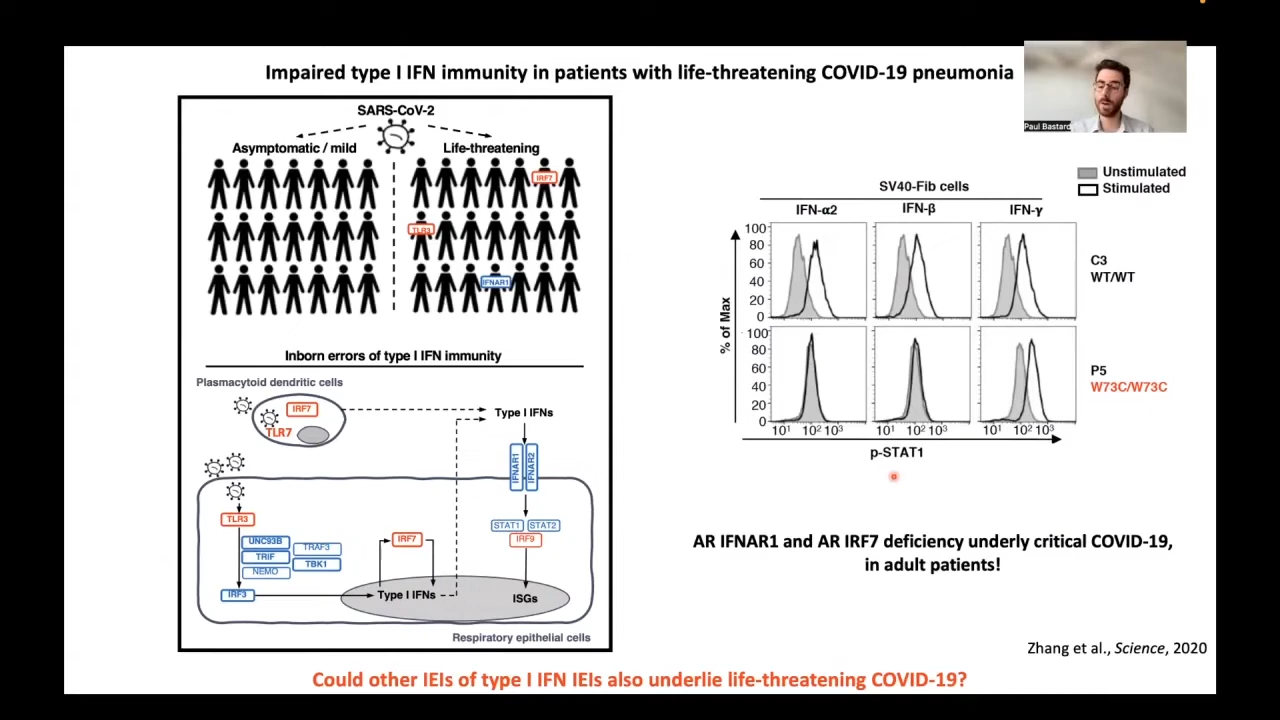 Impaired type I IFN immunity in patients with life-threatening COVID-19 pneumonia
Paul Bastard
SARS-CoV-2
Asymptomatic / mild
Life-threatening
IRF7
TLR3
IFNAR1
Inborn errors of type I IFN immunity
Plasmacytoid dendritic cells
IRF7
TLR7
Type I IFNs
IFNAR1
IFNAR2
TLR3
UNC93B
TRAF3
TRIF
TBK1
NEMO
IRF3
IRF7
Type I IFNs
STAT1
STAT2
IRF9
ISGs
Respiratory epithelial cells
Unstimulated
Stimulated
SV40-Fib cells
IFN-α2
IFN-β
IFN-γ
% of Max
100
80
60
40
20
0
C3
WT/WT
100
80
60
40
20
0
P5
W73C/W73C
10¹ 10² 10³
10¹ 10² 10³
10¹ 10² 10³
p-STAT1
AR IFNAR1 and AR IRF7 deficiency underly critical COVID-19,
in adult patients!
Zhang et al., Science, 2020
Could other IEIs of type I IFN IEIs also underlie life-threatening COVID-19?